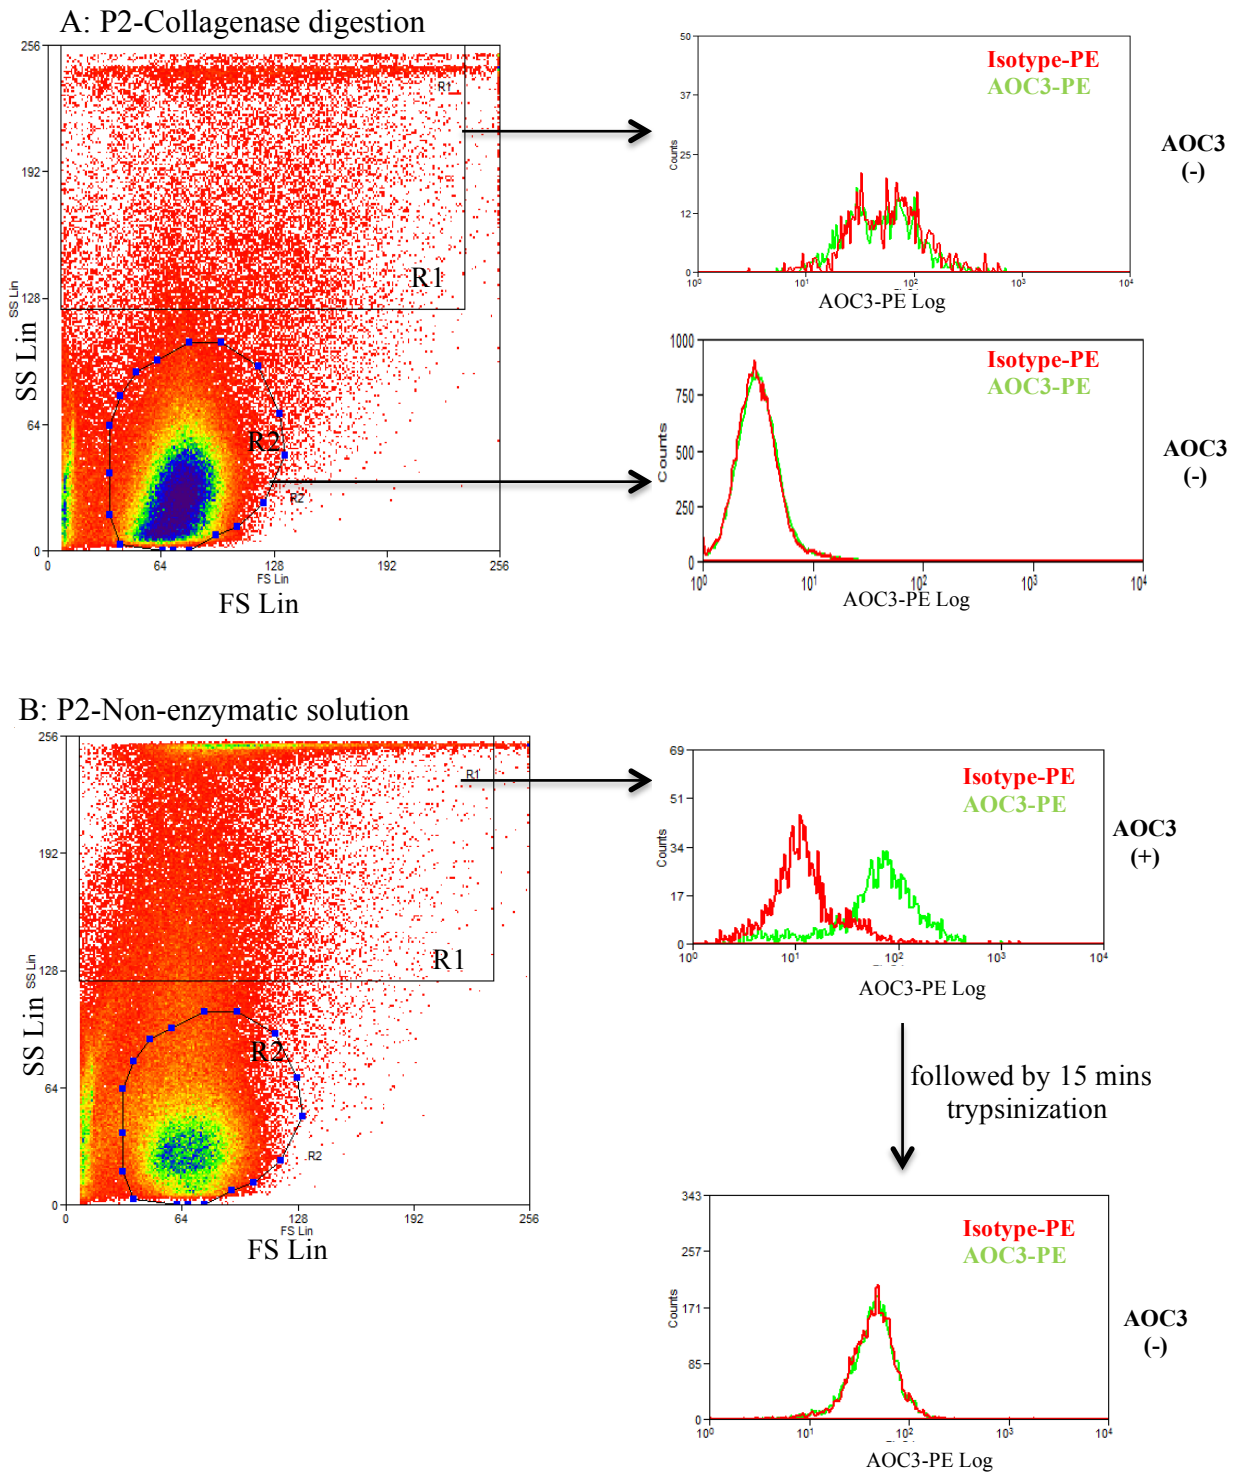 A: P2-Collagenase digestion
256
192
128
64
0
SS Lin
SS Lin
R1
R1
R2
R2
0
64
128
192
256
FS Lin
FS Lin
50
37
25
12
0
Counts
Isotype-PE
AOC3-PE
10⁰
10¹
10²
10³
10⁴
AOC3-PE Log
AOC3
(-)
1000
750
500
250
0
Counts
Isotype-PE
AOC3-PE
10⁰
10¹
10²
10³
10⁴
AOC3-PE Log
AOC3
(-)
B: P2-Non-enzymatic solution
256
192
128
64
0
SS Lin
SS Lin
R1
R1
R2
R2
0
64
128
192
256
FS Lin
FS Lin
69
51
34
17
0
Counts
Isotype-PE
AOC3-PE
10⁰
10¹
10²
10³
10⁴
AOC3-PE Log
AOC3
(+)
followed by 15 mins
trypsinization
343
257
171
85
0
Counts
Isotype-PE
AOC3-PE
10⁰
10¹
10²
10³
10⁴
AOC3-PE Log
AOC3
(-)